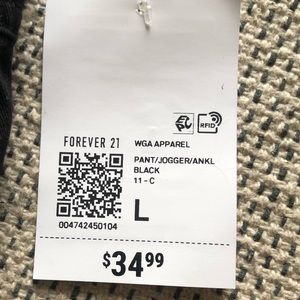 RFID
FOREVER 21
WGA APPAREL
PANT/JOGGER/ANKL
BLACK
11 - C
L
004742450104
$34.99